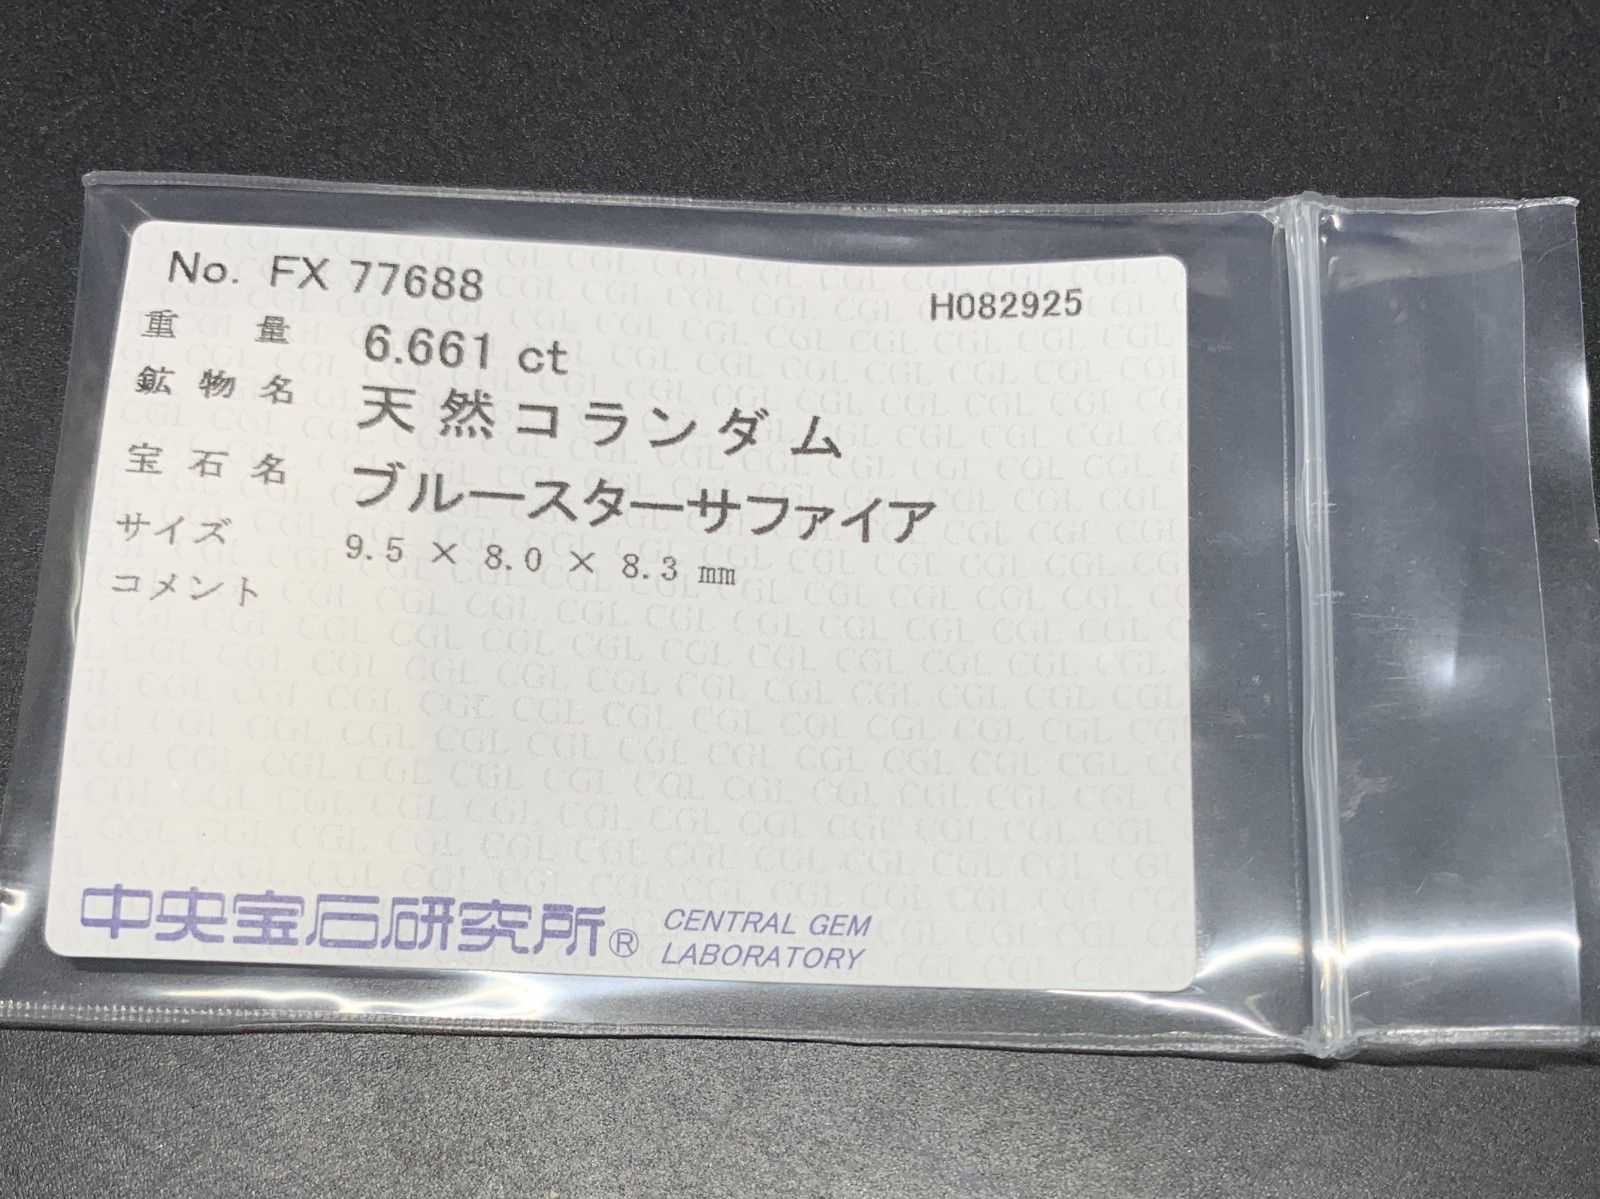 No. FX 77688
H082925
重量 6.661 ct
鉱物名 天然コランダム
宝石名 ブルースターサファイア
サイズ 9.5 × 8.0 × 8.3 mm
コメント
中央宝石研究所® CENTRAL GEM LABORATORY